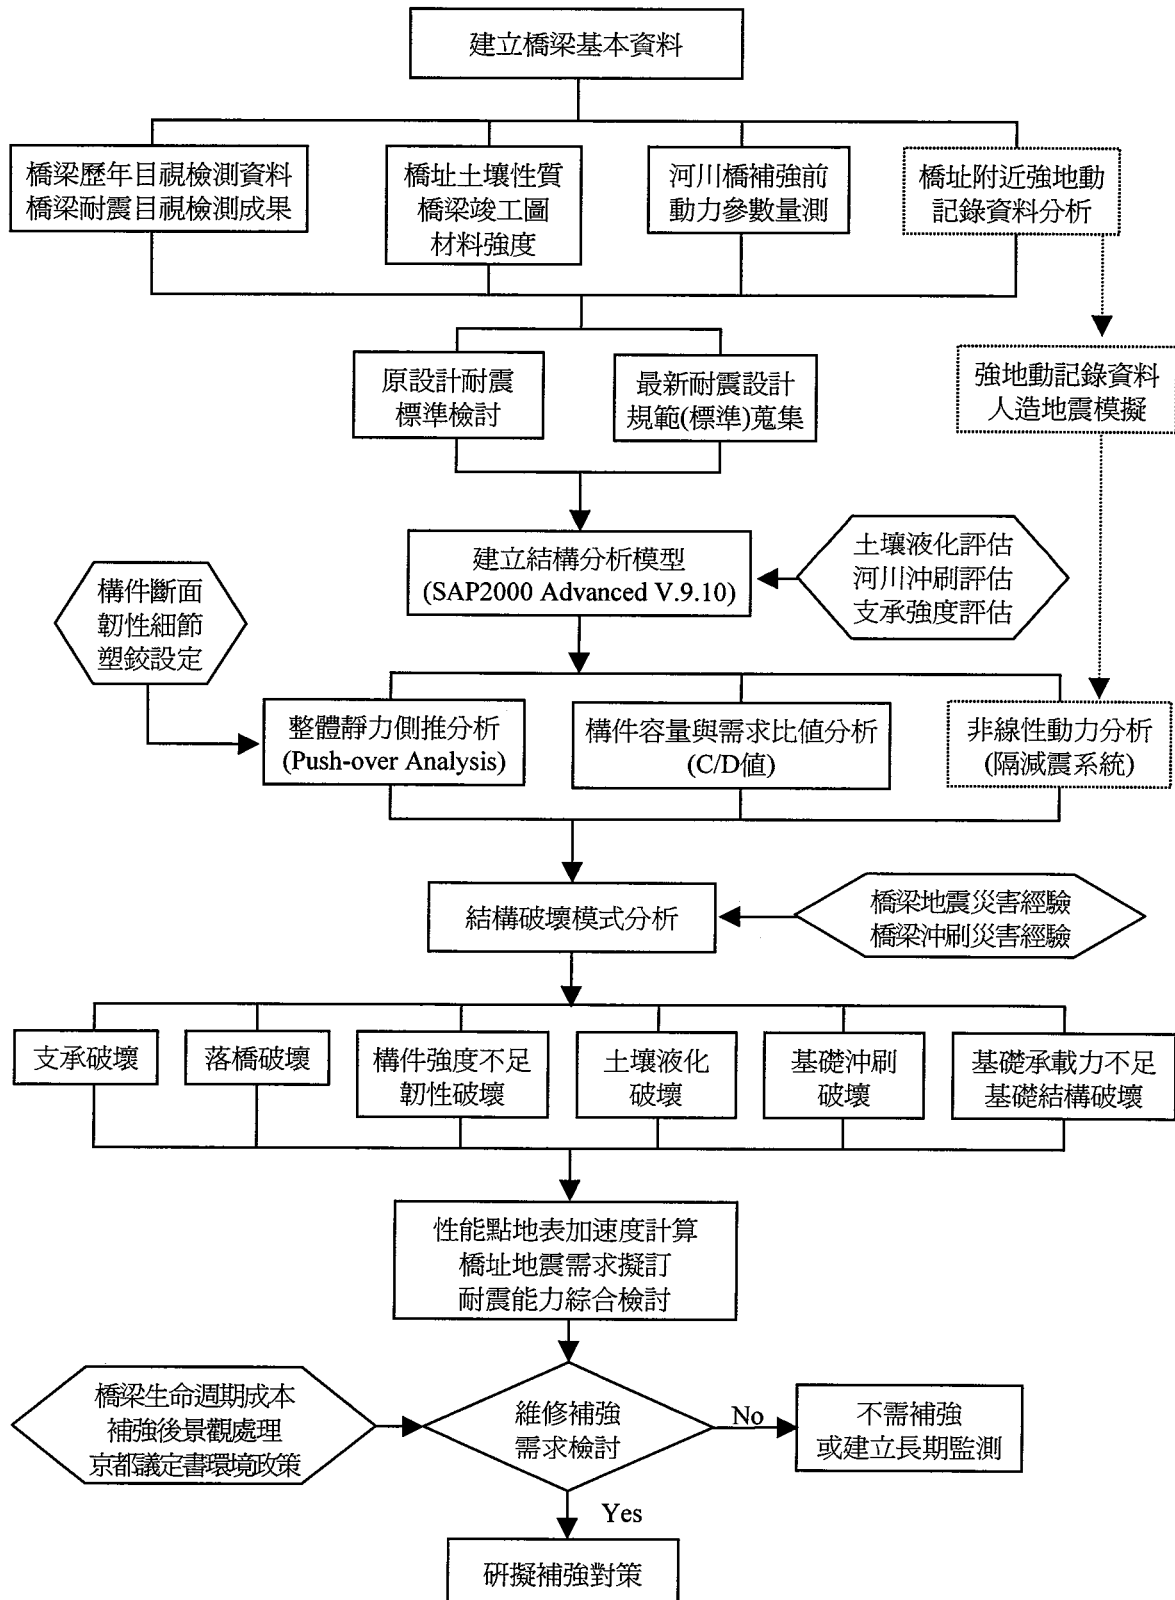 建立橋梁基本資料
橋梁歷年目視檢測資料
橋梁耐震目視檢測成果
橋址土壤性質
橋梁竣工圖
材料強度
河川橋補強前
動力參數量測
橋址附近強地動
記錄資料分析
原設計耐震
標準檢討
最新耐震設計
規範(標準)蒐集
強地動記錄資料
人造地震模擬
建立結構分析模型
(SAP2000 Advanced V.9.10)
土壤液化評估
河川沖刷評估
支承強度評估
構件斷面
韌性細節
塑鉸設定
整體靜力側推分析
(Push-over Analysis)
構件容量與需求比值分析
(C/D值)
非線性動力分析
(隔減震系統)
結構破壞模式分析
橋梁地震災害經驗
橋梁沖刷災害經驗
支承破壞
落橋破壞
構件強度不足
韌性破壞
土壤液化
破壞
基礎沖刷
破壞
基礎承載力不足
基礎結構破壞
性能點地表加速度計算
橋址地震需求擬訂
耐震能力綜合檢討
橋梁生命週期成本
補強後景觀處理
京都議定書環境政策
維修補強
需求檢討
No
不需補強
或建立長期監測
Yes
研擬補強對策